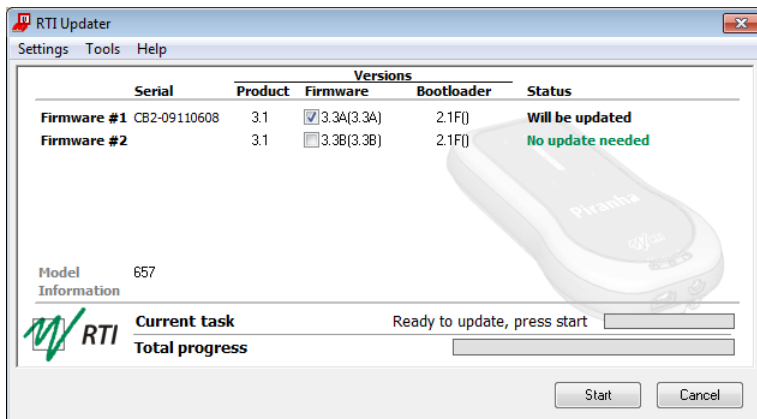 RTI Updater
Settings Tools Help
Versions
Serial Product Firmware Bootloader Status
Firmware #1 CB2-09110608 3.1 3.3A(3.3A) 2.1F() Will be updated
Firmware #2 3.1 3.3B(3.3B) 2.1F() No update needed
Piranha
RTI
Model 657
Information
RTI Current task Ready to update, press start
Total progress
Start Cancel